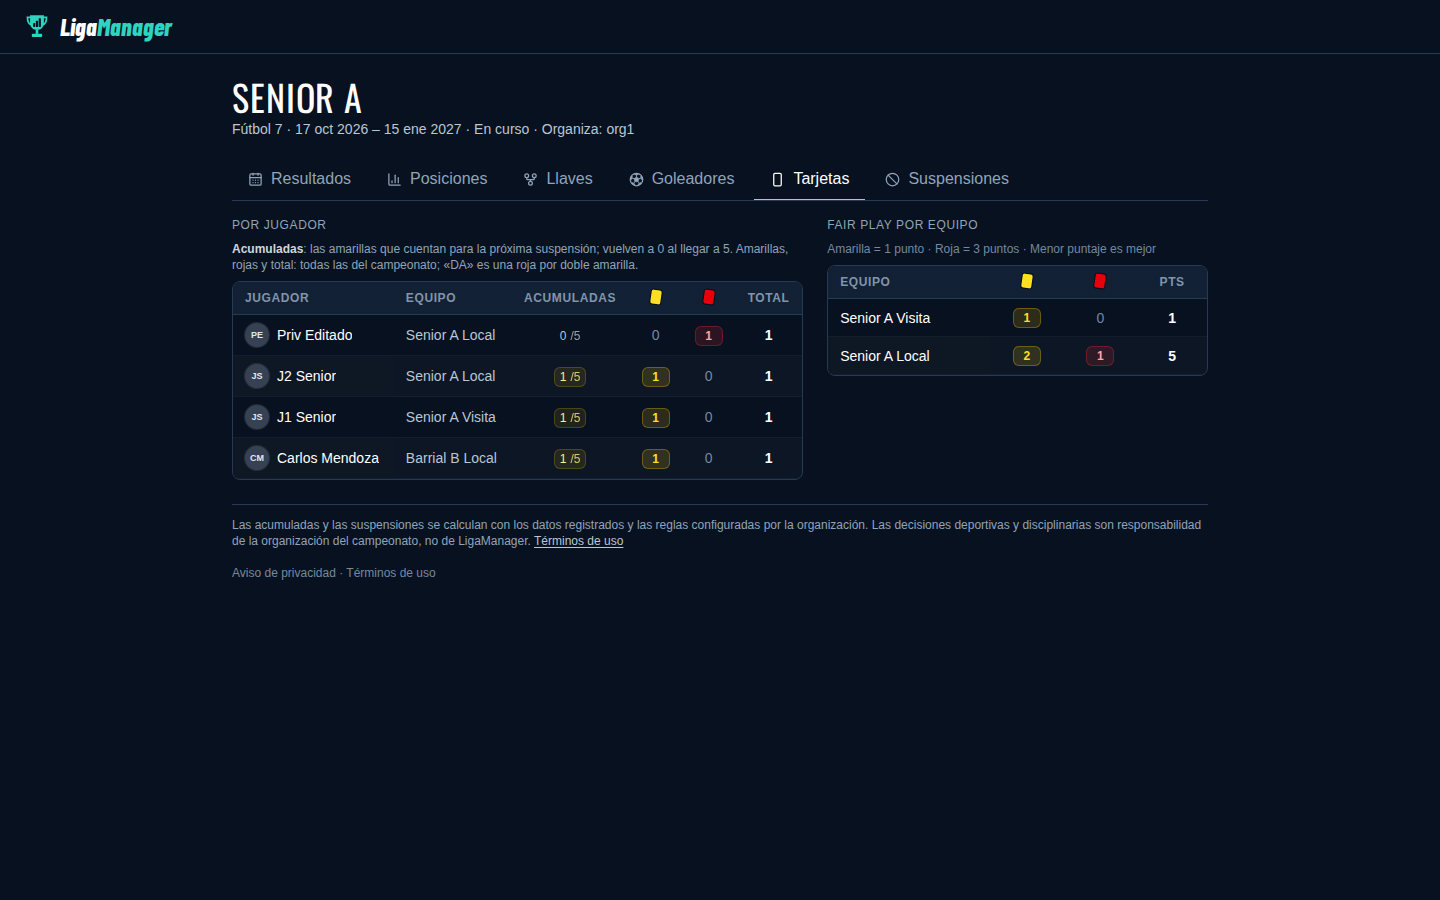 LigaManager
SENIOR A
Fútbol 7 · 17 oct 2026 – 15 ene 2027 · En curso · Organiza: org1
Resultados Posiciones Llaves Goleadores Tarjetas Suspensiones
POR JUGADOR
Acumuladas: las amarillas que cuentan para la próxima suspensión; vuelven a 0 al llegar a 5. Amarillas,
rojas y total: todas las del campeonato; «DA» es una roja por doble amarilla.
JUGADOR EQUIPO ACUMULADAS TOTAL
PE Priv Editado Senior A Local 0 /5 0 1 1
JS J2 Senior Senior A Local 1 /5 1 0 1
JS J1 Senior Senior A Visita 1 /5 1 0 1
CM Carlos Mendoza Barrial B Local 1 /5 1 0 1
FAIR PLAY POR EQUIPO
Amarilla = 1 punto · Roja = 3 puntos · Menor puntaje es mejor
EQUIPO PTS
Senior A Visita 1 0 1
Senior A Local 2 1 5
Las acumuladas y las suspensiones se calculan con los datos registrados y las reglas configuradas por la organización. Las decisiones deportivas y disciplinarias son responsabilidad
de la organización del campeonato, no de LigaManager. Términos de uso
Aviso de privacidad · Términos de uso